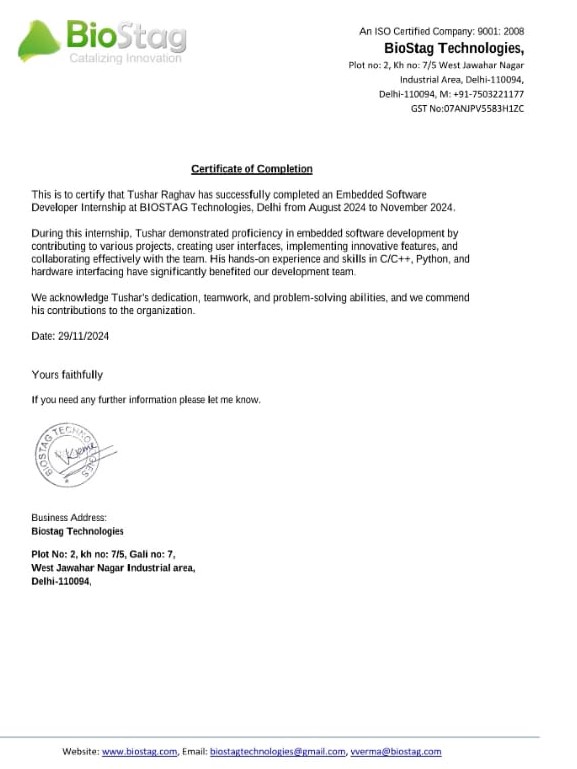 BioStag
Catalizing Innovation
An ISO Certified Company: 9001: 2008
BioStag Technologies,
Plot no: 2, Kh no: 7/5 West Jawahar Nagar
Industrial Area, Delhi-110094,
Delhi-110094, M: +91-7503221177
GST No:07ANJPV5583H1ZC
Certificate of Completion
This is to certify that Tushar Raghav has successfully completed an Embedded Software
Developer Internship at BIOSTAG Technologies, Delhi from August 2024 to November 2024.
During this internship, Tushar demonstrated proficiency in embedded software development by
contributing to various projects, creating user interfaces, implementing innovative features, and
collaborating effectively with the team. His hands-on experience and skills in C/C++, Python, and
hardware interfacing have significantly benefited our development team.
We acknowledge Tushar's dedication, teamwork, and problem-solving abilities, and we commend
his contributions to the organization.
Date: 29/11/2024
Yours faithfully
If you need any further information please let me know.
BIOSTAG TECHNOLOGIES
Business Address:
Biostag Technologies
Plot No: 2, kh no: 7/5, Gali no: 7,
West Jawahar Nagar Industrial area,
Delhi-110094,
Website: www.biostag.com, Email: biostagtechnologies@gmail.com, vverma@biostag.com